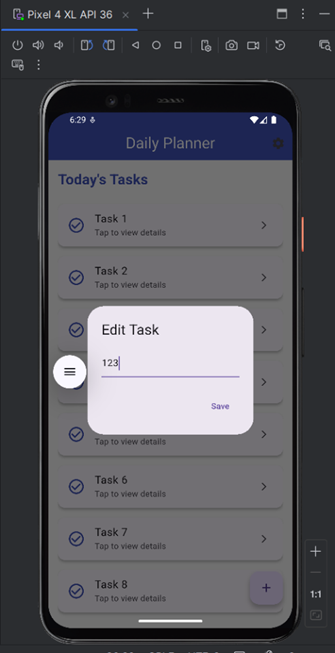 Pixel 4 XL API 36
6:29
Daily Planner
Today's Tasks
Task 1
Tap to view details
Task 2
Tap to view details
Edit Task
123
Save
Tap to view details
Task 6
Tap to view details
Task 7
Tap to view details
Task 8
Tap to view details
1:1